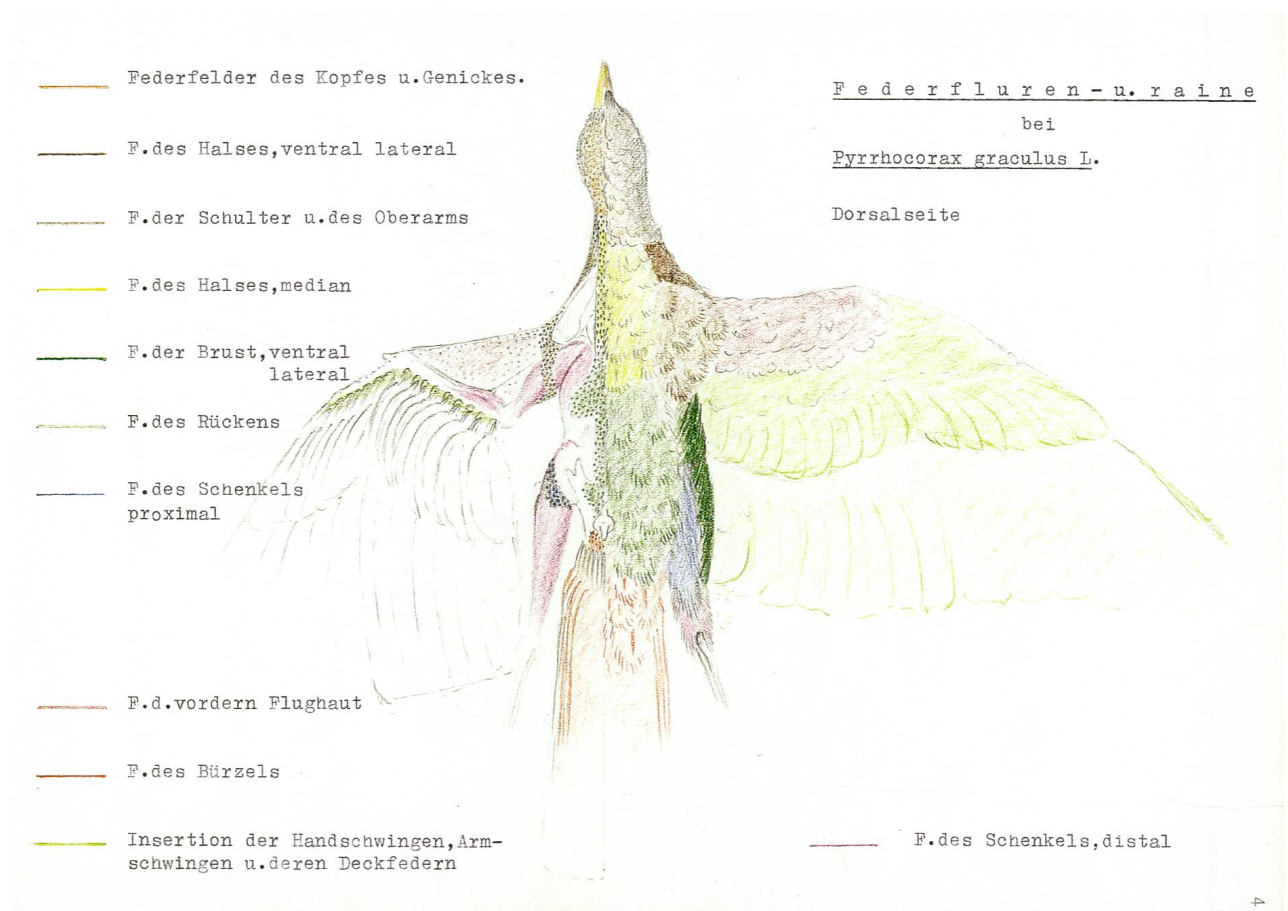 Federfelder des Kopfes u.Genickes.
F.des Halses,ventral lateral
F.der Schulter u.des Oberarms
F.des Halses,median
F.der Brust,ventral
lateral
F.des Rückens
F.des Schenkels
proximal
F.d.vordern Flughaut
F.des Bürzels
Insertion der Handschwingen,Arm-
schwingen u.deren Deckfedern
Federfluren-u.raine
bei
Pyrrhocorax graculus L.
Dorsalseite
F.des Schenkels,distal
4